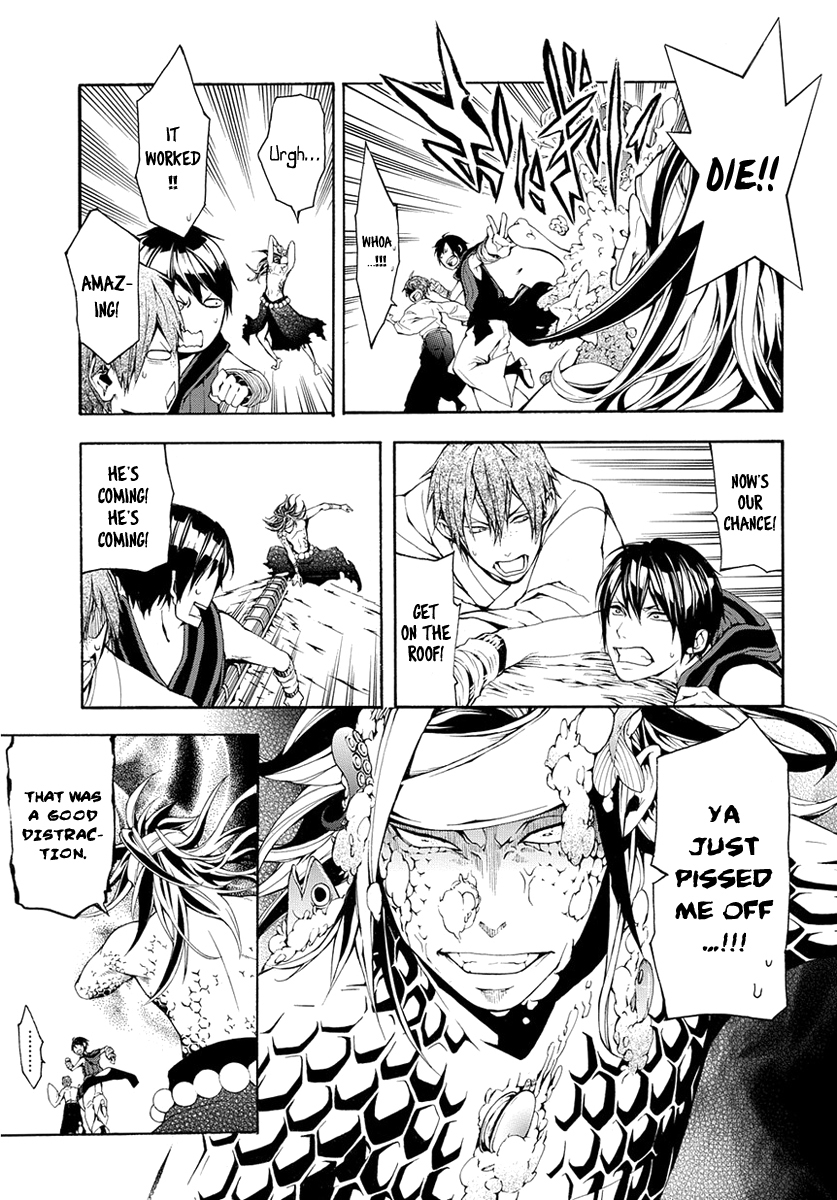 DIE!!
WHOA
...!!!
Urgh...
IT
WORKED
!!
AMAZ-
ING!
NOW'S
OUR
CHANCE!
GET
ON THE
ROOF!
HE'S
COMING!
HE'S
COMING!
YA
JUST
PISSED
ME OFF
...!!!
THAT WAS
A GOOD
DISTRAC-
TION.
......